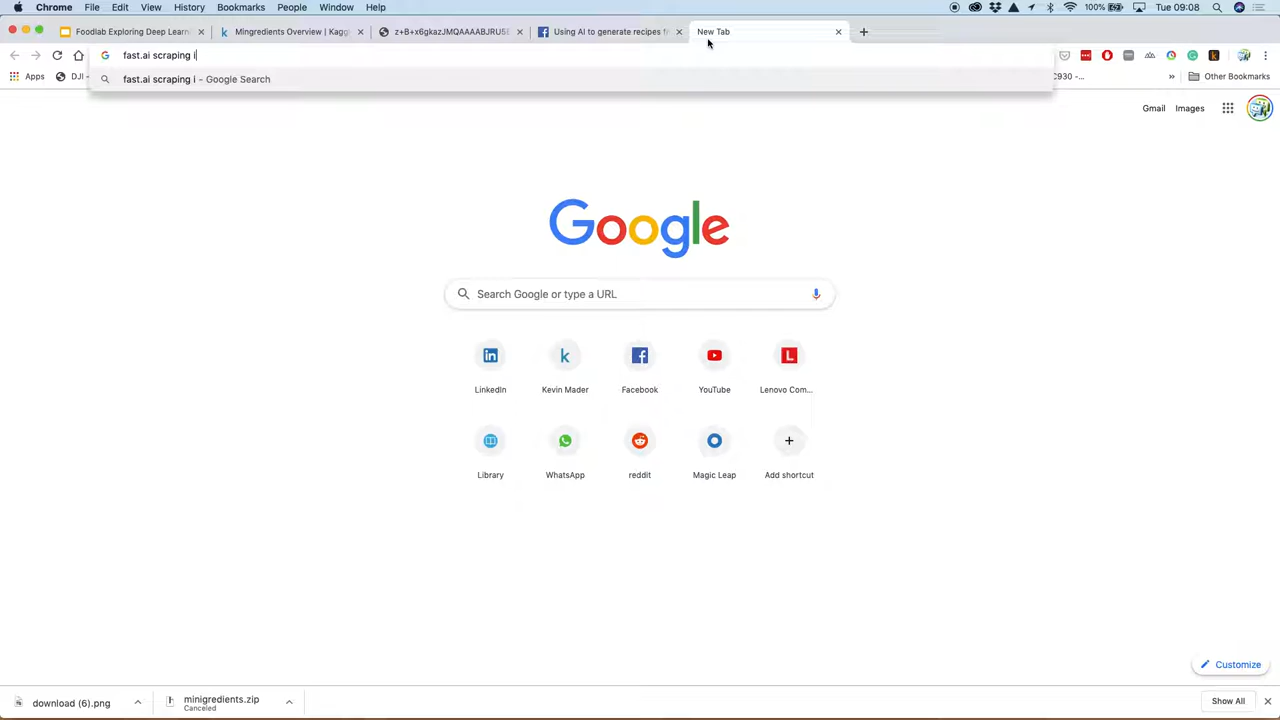 Chrome File Edit View History Bookmarks People Window Help 100% Tue 09:08
Foodlab Exploring Deep Learn Mingredients Overview | Kagg z+B+x6gkazJMQAAAABJRU5E Using AI to generate recipes f New Tab
fast.ai scraping i
fast.ai scraping i – Google Search
Apps DJI C930 -... » Other Bookmarks
Gmail Images
Google
Search Google or type a URL
LinkedIn Kevin Mader Facebook YouTube Lenovo Com...
Library WhatsApp reddit Magic Leap Add shortcut
Customize
download (6).png minigredients.zip Show All
Canceled